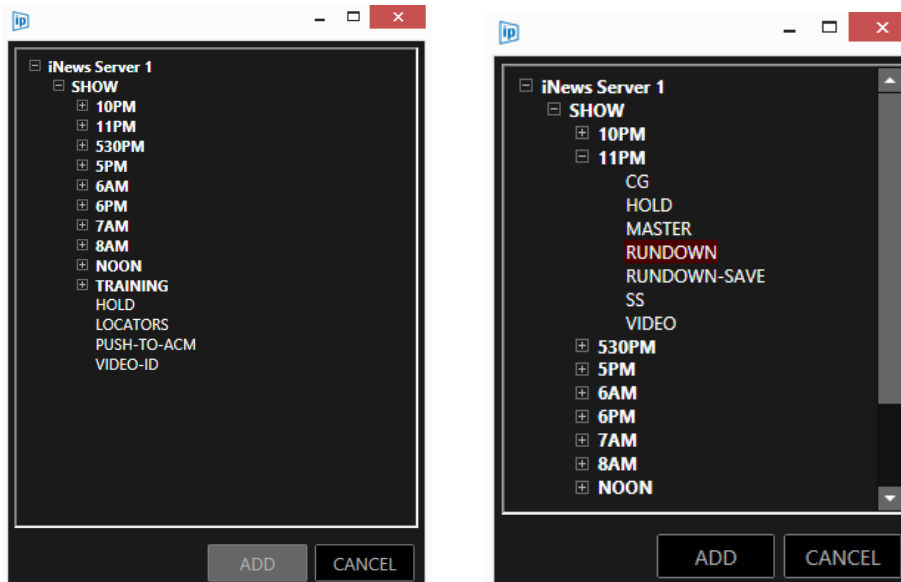 ip
iNews Server 1
SHOW
10PM
11PM
530PM
5PM
6AM
6PM
7AM
8AM
NOON
TRAINING
HOLD
LOCATORS
PUSH-TO-ACM
VIDEO-ID
ADD
CANCEL
ip
iNews Server 1
SHOW
10PM
11PM
CG
HOLD
MASTER
RUNDOWN
RUNDOWN-SAVE
SS
VIDEO
530PM
5PM
6AM
6PM
7AM
8AM
NOON
ADD
CANCEL